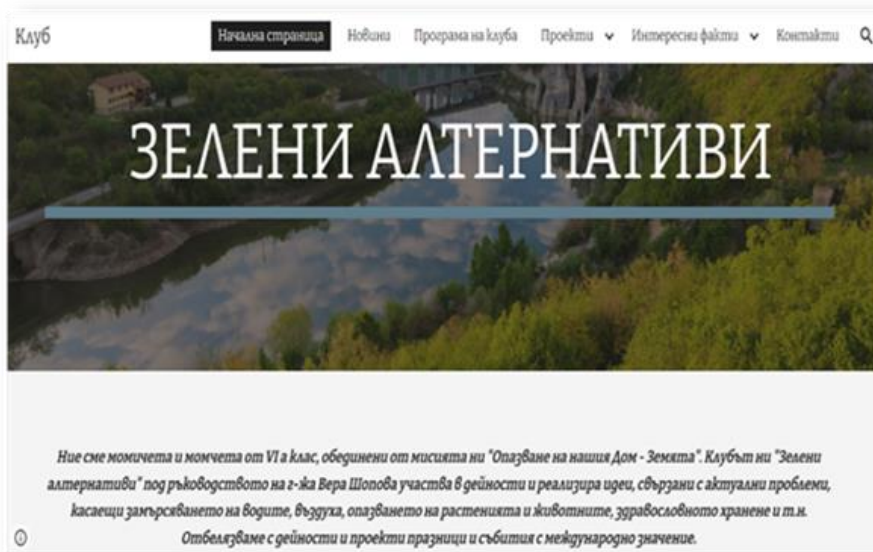 Клуб
Начална страница Новини Програма на клуба Проекти Интересни факти Контакти
ЗЕЛЕНИ АЛТЕРНАТИВИ
Ние сме момичета и момчета от VI а клас, обединени от мисията ни "Опазване на нашия Дом - Земята". Клубът ни "Зелени
алтернативи" под ръководството на г-жа Вера Шопова участва в дейности и реализира идеи, свързани с актуални проблеми,
касаещи замърсяването на водите, въздуха, опазването на растенията и животните, здравословното хранене и т.н.
Отбелязваме с дейности и проекти празници и събития с международно значение.